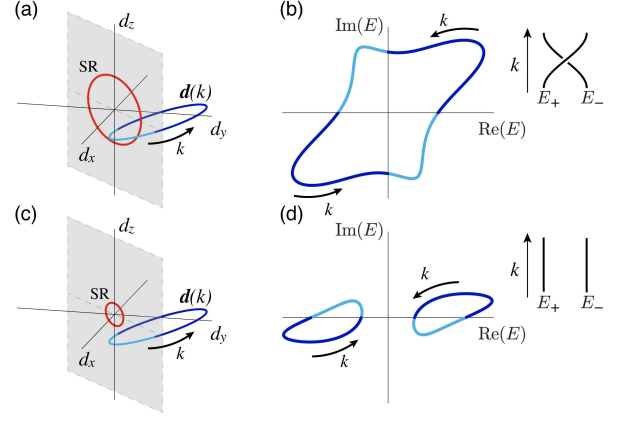 (a)
d_z
SR
d(k)
d_y
d_x
k
(b)
Im(E)
k
Re(E)
k
k
E_+ E_−
(c)
d_z
SR
d(k)
d_y
d_x
k
(d)
Im(E)
k
Re(E)
k
k
E_+ E_−